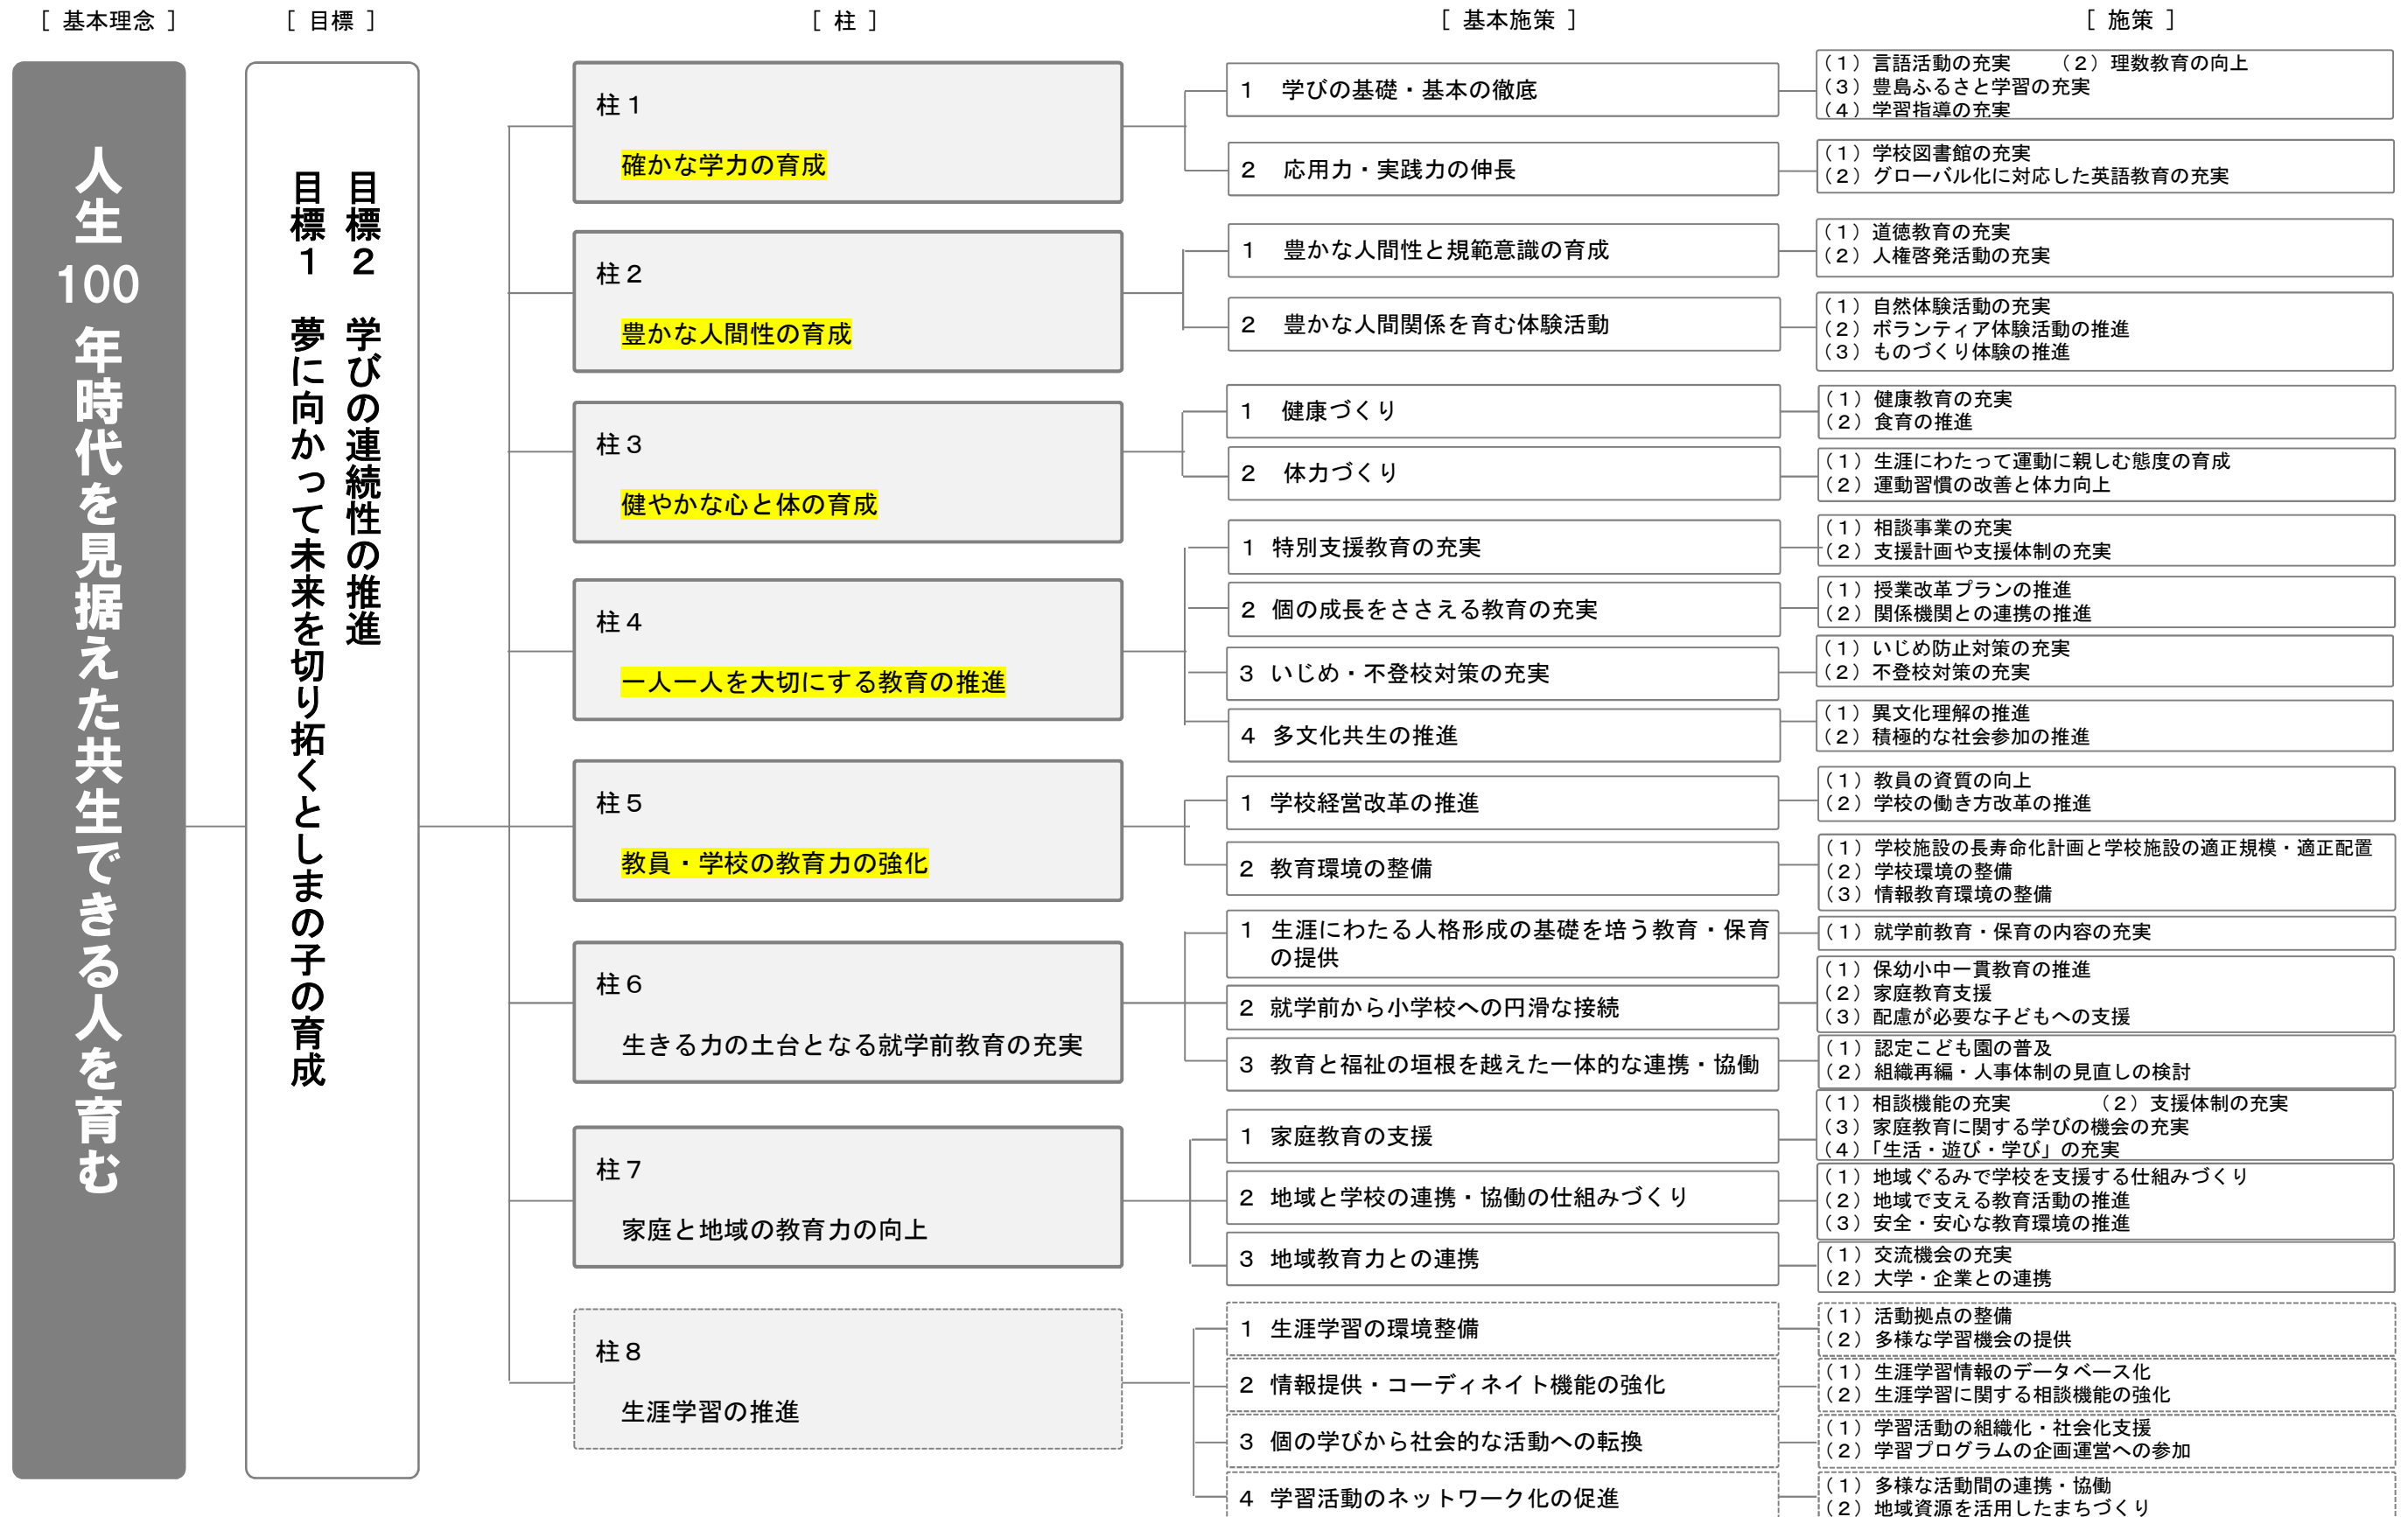 ［ 基本理念 ］
［ 目標 ］
［ 柱 ］
［ 基本施策 ］
［ 施策 ］
人生100年時代を見据えた共生できる人を育む
目標１　夢に向かって未来を切り拓くとしまの子の育成
目標２　学びの連続性の推進
柱１
確かな学力の育成
1　学びの基礎・基本の徹底
（１）言語活動の充実　　（２）理数教育の向上
（３）豊島ふるさと学習の充実
（４）学習指導の充実
2　応用力・実践力の伸長
（１）学校図書館の充実
（２）グローバル化に対応した英語教育の充実
柱２
豊かな人間性の育成
1　豊かな人間性と規範意識の育成
（１）道徳教育の充実
（２）人権啓発活動の充実
2　豊かな人間関係を育む体験活動
（１）自然体験活動の充実
（２）ボランティア体験活動の推進
（３）ものづくり体験の推進
柱３
健やかな心と体の育成
1　健康づくり
（１）健康教育の充実
（２）食育の推進
2　体力づくり
（１）生涯にわたって運動に親しむ態度の育成
（２）運動習慣の改善と体力向上
柱４
一人一人を大切にする教育の推進
1 特別支援教育の充実
（１）相談事業の充実
（２）支援計画や支援体制の充実
2 個の成長をささえる教育の充実
（１）授業改革プランの推進
（２）関係機関との連携の推進
3 いじめ・不登校対策の充実
（１）いじめ防止対策の充実
（２）不登校対策の充実
4 多文化共生の推進
（１）異文化理解の推進
（２）積極的な社会参加の推進
柱５
教員・学校の教育力の強化
1 学校経営改革の推進
（１）教員の資質の向上
（２）学校の働き方改革の推進
2 教育環境の整備
（１）学校施設の長寿命化計画と学校施設の適正規模・適正配置
（２）学校環境の整備
（３）情報教育環境の整備
柱６
生きる力の土台となる就学前教育の充実
1 生涯にわたる人格形成の基礎を培う教育・保育
の提供
（１）就学前教育・保育の内容の充実
2 就学前から小学校への円滑な接続
（１）保幼小中一貫教育の推進
（２）家庭教育支援
（３）配慮が必要な子どもへの支援
3 教育と福祉の垣根を越えた一体的な連携・協働
（１）認定こども園の普及
（２）組織再編・人事体制の見直しの検討
柱７
家庭と地域の教育力の向上
1 家庭教育の支援
（１）相談機能の充実　　　　（２）支援体制の充実
（３）家庭教育に関する学びの機会の充実
（４）「生活・遊び・学び」の充実
2 地域と学校の連携・協働の仕組みづくり
（１）地域ぐるみで学校を支援する仕組みづくり
（２）地域で支える教育活動の推進
（３）安全・安心な教育環境の推進
3 地域教育力との連携
（１）交流機会の充実
（２）大学・企業との連携
柱８
生涯学習の推進
1 生涯学習の環境整備
（１）活動拠点の整備
（２）多様な学習機会の提供
2 情報提供・コーディネイト機能の強化
（１）生涯学習情報のデータベース化
（２）生涯学習に関する相談機能の強化
3 個の学びから社会的な活動への転換
（１）学習活動の組織化・社会化支援
（２）学習プログラムの企画運営への参加
4 学習活動のネットワーク化の促進
（１）多様な活動間の連携・協働
（２）地域資源を活用したまちづくり